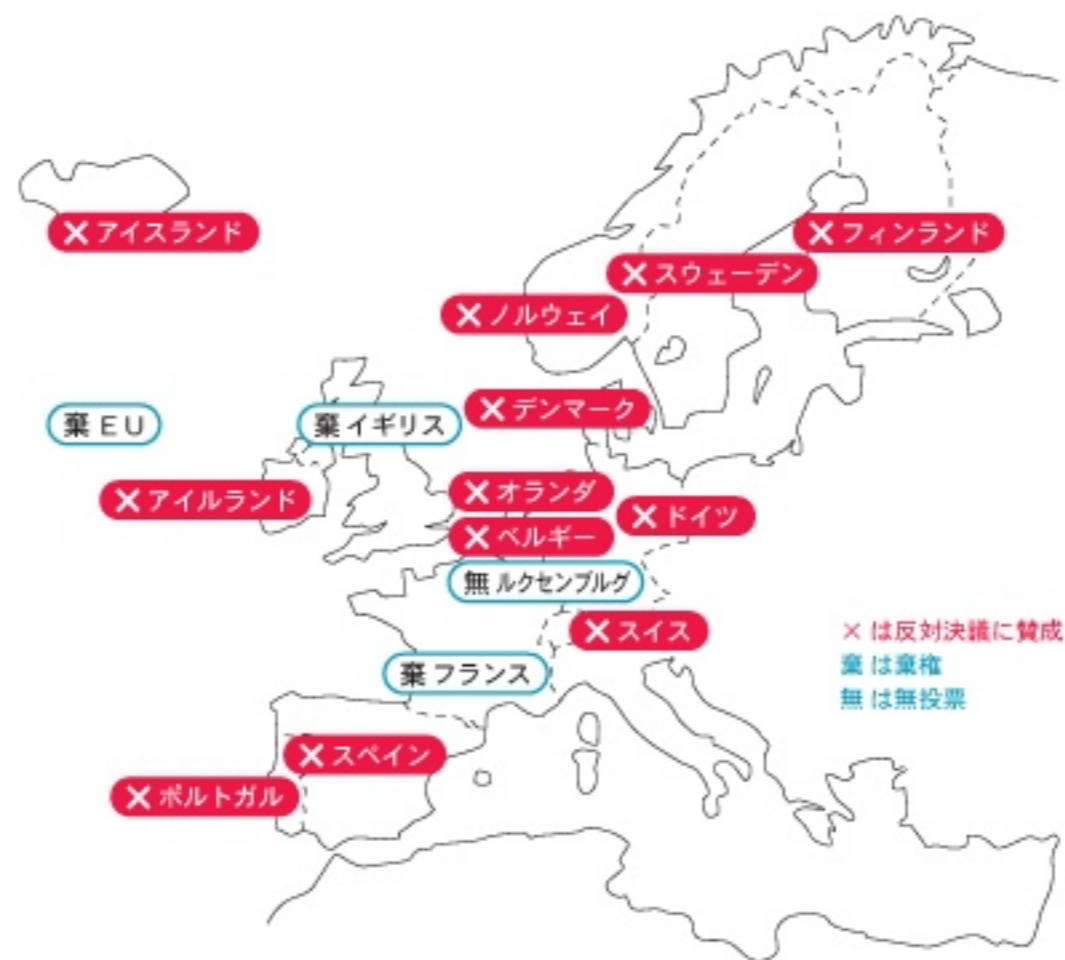 × アイスランド
× フィンランド
× スウェーデン
× ノルウェイ
× デンマーク
棄 EU
棄 イギリス
× アイルランド
× オランダ
× ドイツ
× ベルギー
無 ルクセンブルグ
× スイス
棄 フランス
× スペイン
× ポルトガル
× は反対決議に賛成
棄 は棄権
無 は無投票